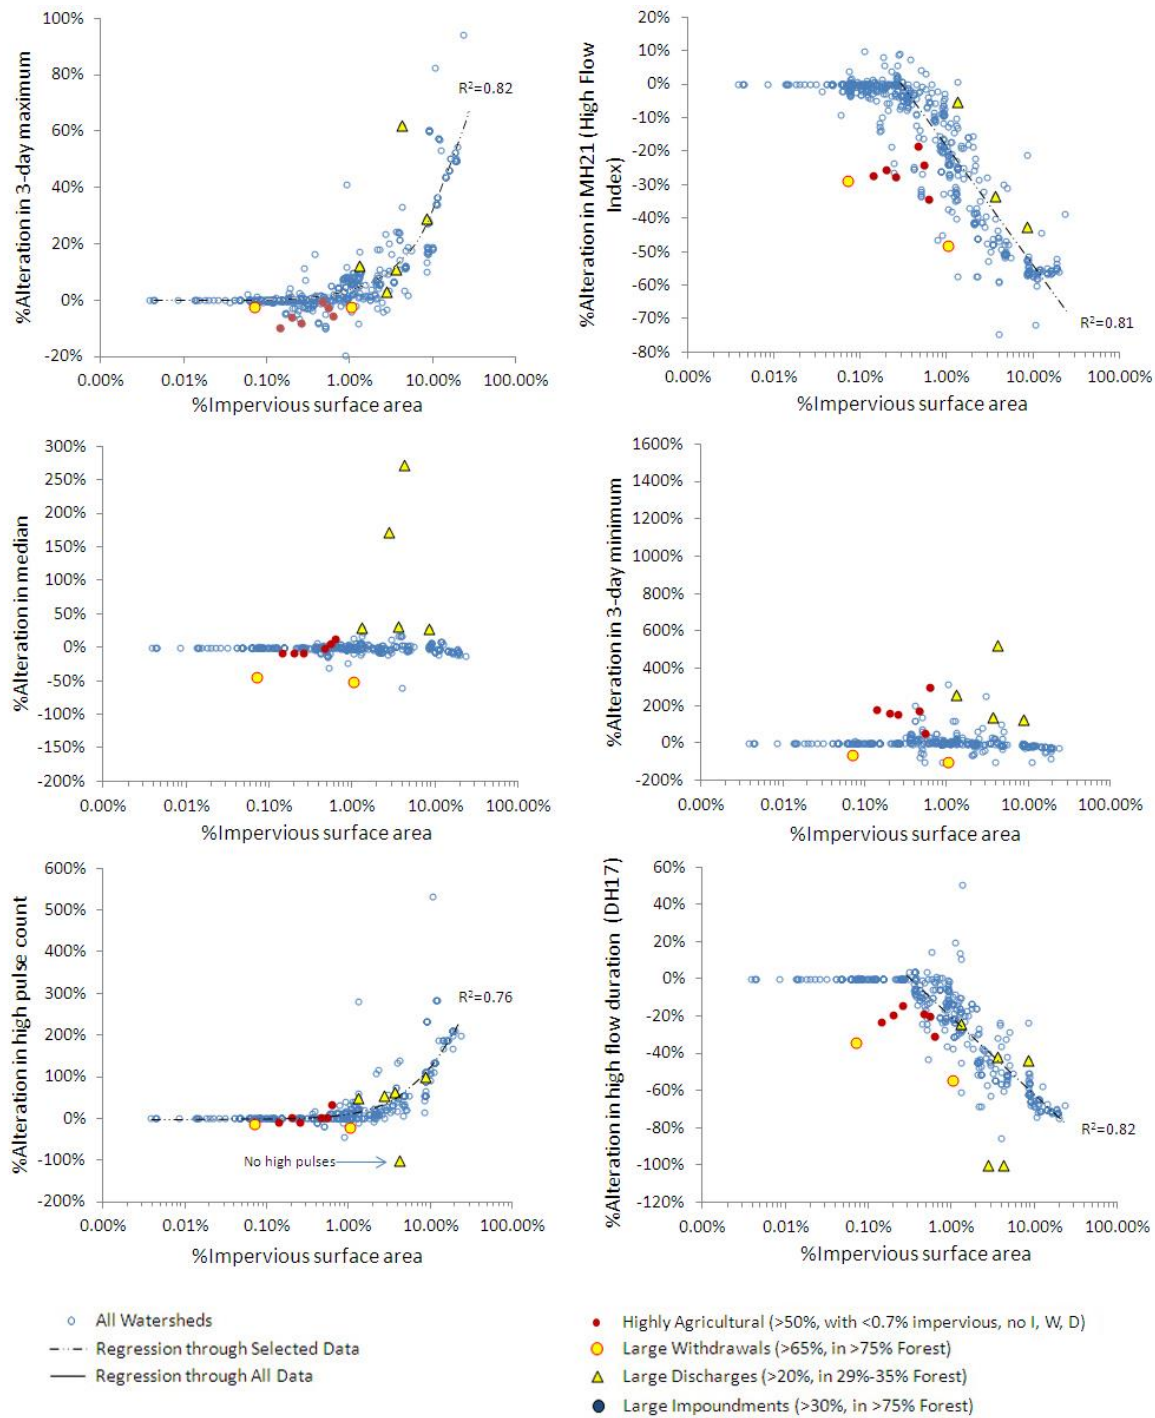 %Alteration in 3-day maximum
100%
80%
60%
40%
20%
0%
-20%
R²=0.82
0.00% 0.01% 0.10% 1.00% 10.00% 100.00%
%Impervious surface area
%Alteration in MH21 (High Flow
Index)
20%
10%
0%
-10%
-20%
-30%
-40%
-50%
-60%
-70%
-80%
R²=0.81
0.00% 0.01% 0.10% 1.00% 10.00% 100.00%
%Impervious surface area
%Alteration in median
300%
250%
200%
150%
100%
50%
0%
-50%
-100%
-150%
-200%
0.00% 0.01% 0.10% 1.00% 10.00% 100.00%
%Impervious surface area
%Alteration in 3-day minimum
1600%
1400%
1200%
1000%
800%
600%
400%
200%
0%
-200%
0.00% 0.01% 0.10% 1.00% 10.00% 100.00%
%Impervious surface area
%Alteration in high pulse count
600%
500%
400%
300%
200%
100%
0%
-100%
-200%
R²=0.76
No high pulses
0.00% 0.01% 0.10% 1.00% 10.00% 100.00%
%Impervious surface area
%Alteration in high flow duration (DH17)
60%
40%
20%
0%
-20%
-40%
-60%
-80%
-100%
-120%
R²=0.82
0.00% 0.01% 0.10% 1.00% 10.00% 100.00%
%Impervious surface area
All Watersheds
Regression through Selected Data
Regression through All Data
Highly Agricultural (>50%, with <0.7% impervious, no I, W, D)
Large Withdrawals (>65%, in >75% Forest)
Large Discharges (>20%, in 29%-35% Forest)
Large Impoundments (>30%, in >75% Forest)